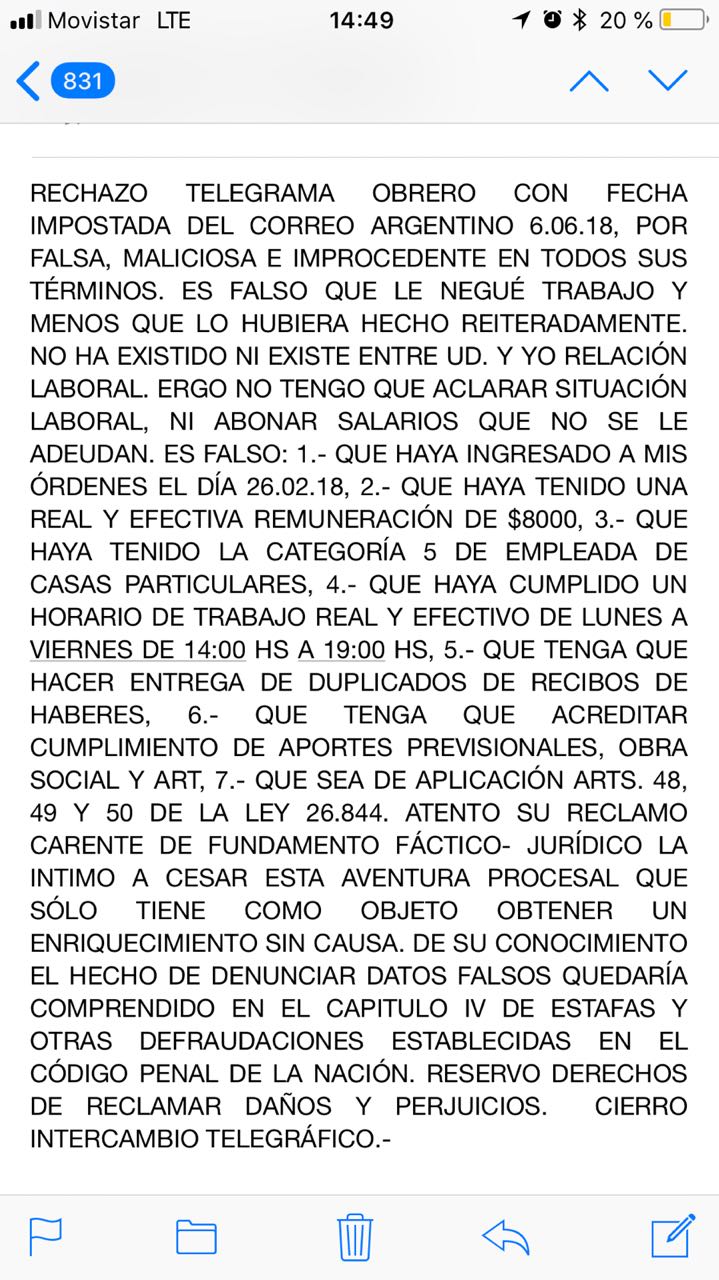 Movistar LTE 14:49 20 %
831
RECHAZO TELEGRAMA OBRERO CON FECHA
IMPOSTADA DEL CORREO ARGENTINO 6.06.18, POR
FALSA, MALICIOSA E IMPROCEDENTE EN TODOS SUS
TÉRMINOS. ES FALSO QUE LE NEGUÉ TRABAJO Y
MENOS QUE LO HUBIERA HECHO REITERADAMENTE.
NO HA EXISTIDO NI EXISTE ENTRE UD. Y YO RELACIÓN
LABORAL. ERGO NO TENGO QUE ACLARAR SITUACIÓN
LABORAL, NI ABONAR SALARIOS QUE NO SE LE
ADEUDAN. ES FALSO: 1.- QUE HAYA INGRESADO A MIS
ÓRDENES EL DÍA 26.02.18, 2.- QUE HAYA TENIDO UNA
REAL Y EFECTIVA REMUNERACIÓN DE $8000, 3.- QUE
HAYA TENIDO LA CATEGORÍA 5 DE EMPLEADA DE
CASAS PARTICULARES, 4.- QUE HAYA CUMPLIDO UN
HORARIO DE TRABAJO REAL Y EFECTIVO DE LUNES A
VIERNES DE 14:00 HS A 19:00 HS, 5.- QUE TENGA QUE
HACER ENTREGA DE DUPLICADOS DE RECIBOS DE
HABERES, 6.- QUE TENGA QUE ACREDITAR
CUMPLIMIENTO DE APORTES PREVISIONALES, OBRA
SOCIAL Y ART, 7.- QUE SEA DE APLICACIÓN ARTS. 48,
49 Y 50 DE LA LEY 26.844. ATENTO SU RECLAMO
CARENTE DE FUNDAMENTO FÁCTICO- JURÍDICO LA
INTIMO A CESAR ESTA AVENTURA PROCESAL QUE
SÓLO TIENE COMO OBJETO OBTENER UN
ENRIQUECIMIENTO SIN CAUSA. DE SU CONOCIMIENTO
EL HECHO DE DENUNCIAR DATOS FALSOS QUEDARÍA
COMPRENDIDO EN EL CAPITULO IV DE ESTAFAS Y
OTRAS DEFRAUDACIONES ESTABLECIDAS EN EL
CÓDIGO PENAL DE LA NACIÓN. RESERVO DERECHOS
DE RECLAMAR DAÑOS Y PERJUICIOS. CIERRO
INTERCAMBIO TELEGRÁFICO.-